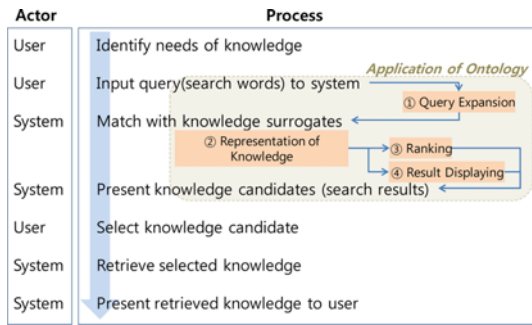 Actor Process
User Identify needs of knowledge
Application of Ontology
User Input query(search words) to system
① Query Expansion
System Match with knowledge surrogates
② Representation of
Knowledge
③ Ranking
④ Result Displaying
System Present knowledge candidates (search results)
User Select knowledge candidate
System Retrieve selected knowledge
System Present retrieved knowledge to user